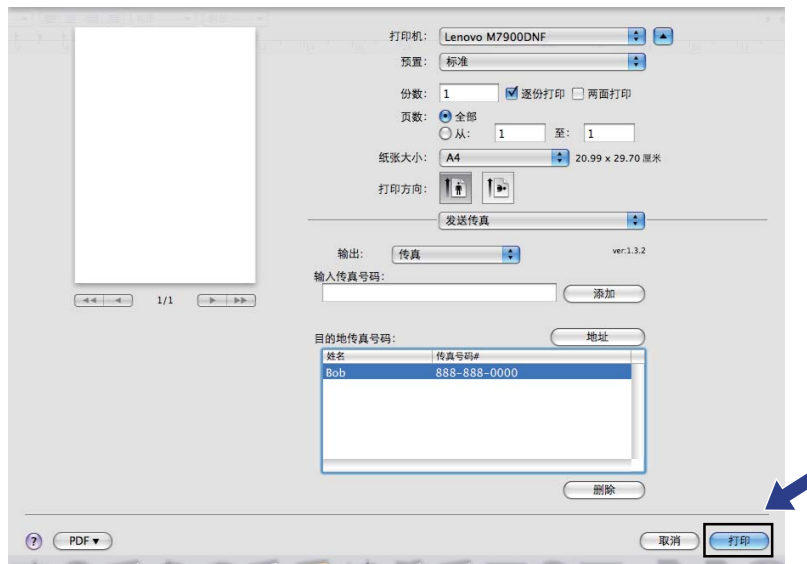 打印机: Lenovo M7900DNF
预置: 标准
份数: 1 逐份打印 两面打印
页数: 全部
从: 1 至: 1
纸张大小: A4 20.99 x 29.70 厘米
打印方向:
发送传真
输出: 传真 ver:1.3.2
输入传真号码:
添加
1/1
目的地传真号码: 地址
姓名 传真号码#
Bob 888-888-0000
删除
? PDF▼ 取消 打印